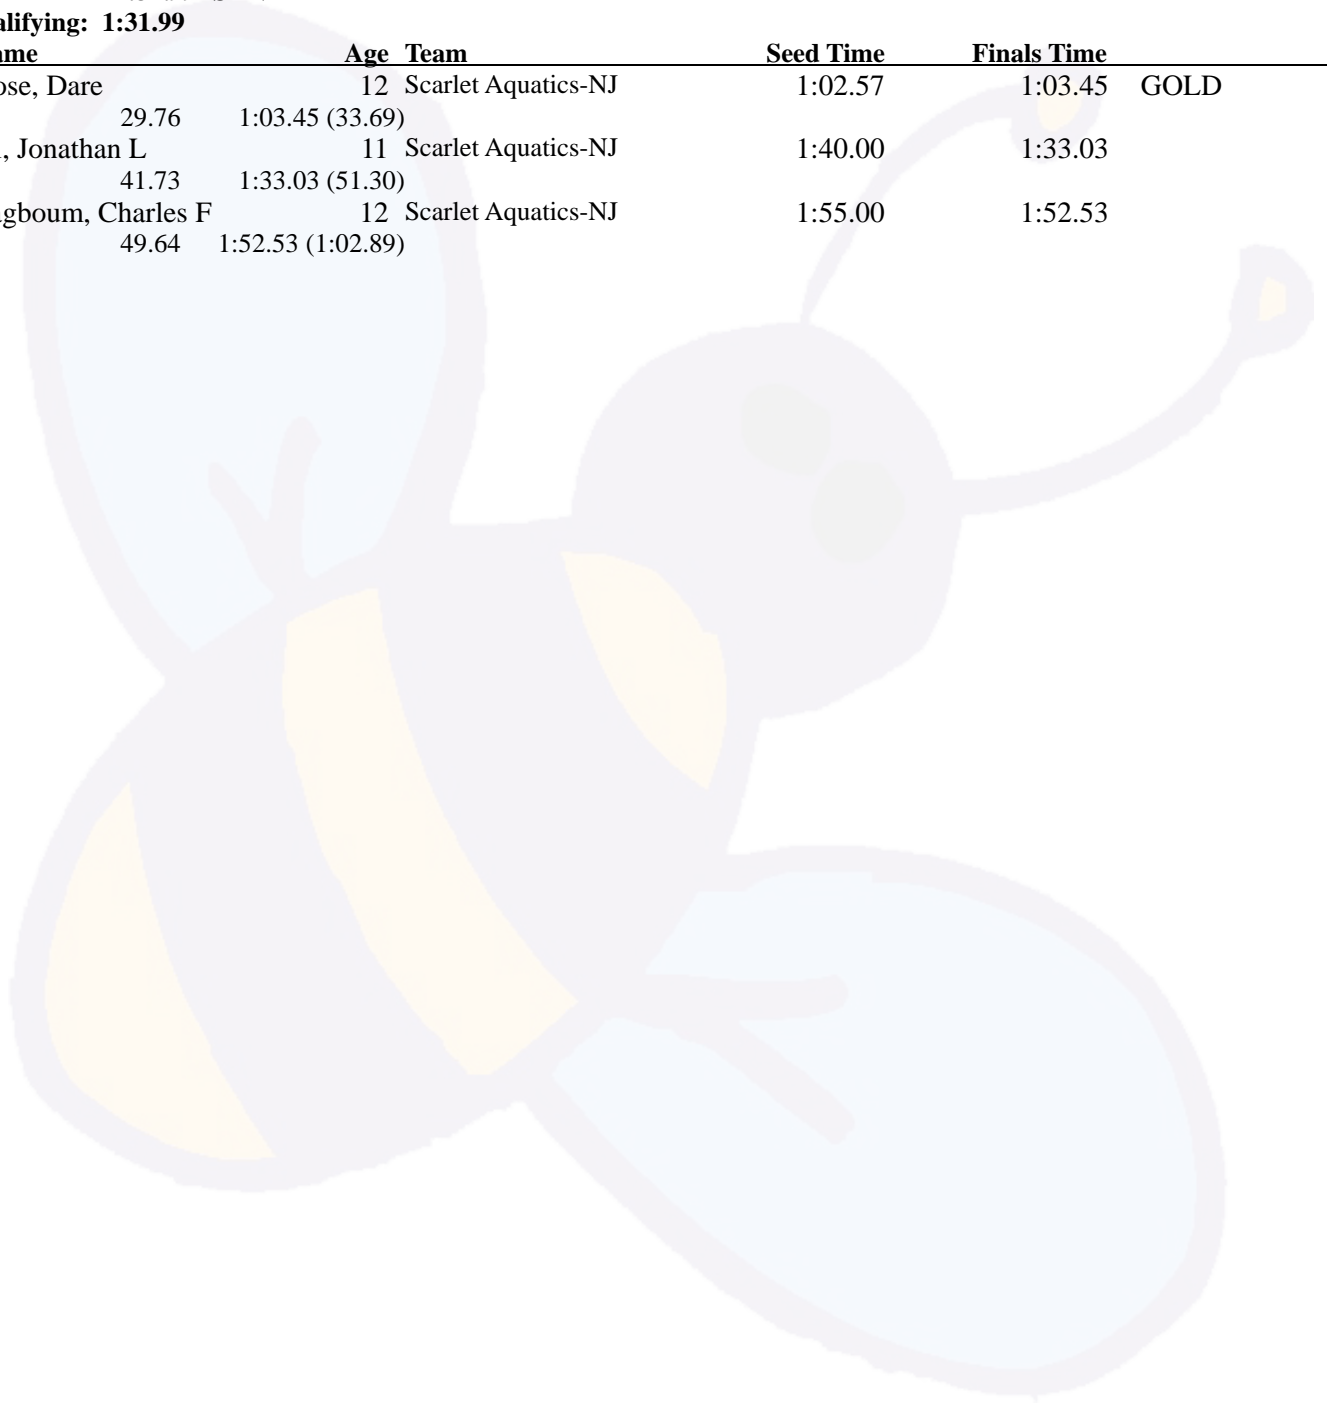 alifying: 1:31.99
ame Age Team Seed Time Finals Time
ose, Dare 12 Scarlet Aquatics-NJ 1:02.57 1:03.45 GOLD
29.76 1:03.45 (33.69)
, Jonathan L 11 Scarlet Aquatics-NJ 1:40.00 1:33.03
41.73 1:33.03 (51.30)
gboum, Charles F 12 Scarlet Aquatics-NJ 1:55.00 1:52.53
49.64 1:52.53 (1:02.89)